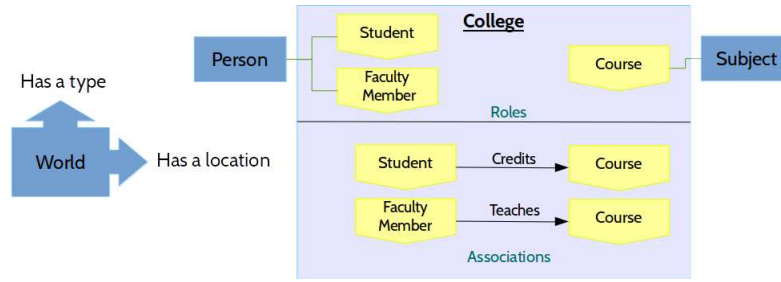 College
Person
Student
Faculty
Member
Course
Subject
Roles
Has a type
World
Has a location
Student
Credits
Course
Faculty
Member
Teaches
Course
Associations